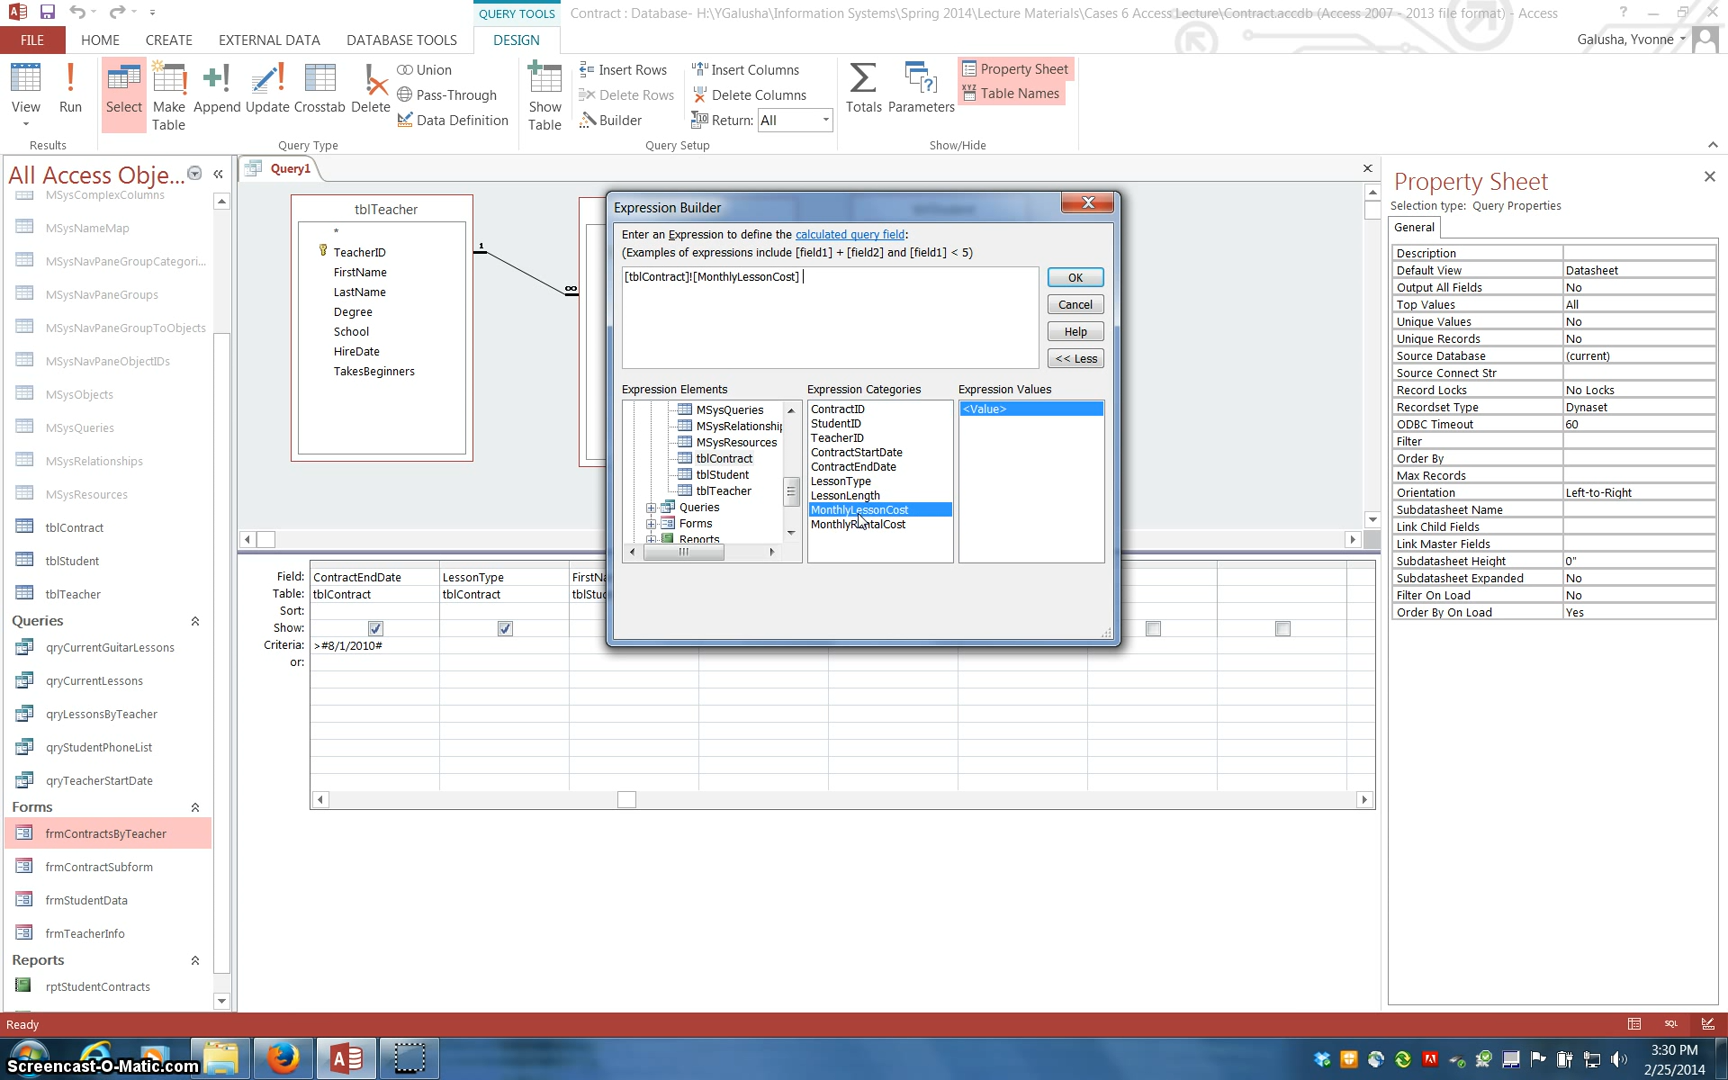 QUERY TOOLS
Contract : Database- H:\YGalusha\Information Systems\Spring 2014\Lecture Materials\Cases 6 Access Lecture\Contract.accdb (Access 2007 - 2013 file format) - Access
FILE HOME CREATE EXTERNAL DATA DATABASE TOOLS DESIGN
Galusha, Yvonne
View
Run
Results
Select
Make Table
Append
Update
Crosstab
Delete
Union
Pass-Through
Data Definition
Query Type
Show Table
Insert Rows
Delete Rows
Builder
Insert Columns
Delete Columns
Return: All
Query Setup
Totals
Parameters
Property Sheet
Table Names
Show/Hide
All Access Obje...
MSysComplexColumns
MSysNameMap
MSysNavPaneGroupCategori...
MSysNavPaneGroups
MSysNavPaneGroupToObjects
MSysNavPaneObjectIDs
MSysObjects
MSysQueries
MSysRelationships
MSysResources
tblContract
tblStudent
tblTeacher
Queries
qryCurrentGuitarLessons
qryCurrentLessons
qryLessonsByTeacher
qryStudentPhoneList
qryTeacherStartDate
Forms
frmContractsByTeacher
frmContractSubform
frmStudentData
frmTeacherInfo
Reports
rptStudentContracts
Query1
tblTeacher
*
TeacherID
FirstName
LastName
Degree
School
HireDate
TakesBeginners
1
∞
Expression Builder
Enter an Expression to define the calculated query field:
(Examples of expressions include [field1] + [field2] and [field1] < 5)
[tblContract]![MonthlyLessonCost]
OK
Cancel
Help
<< Less
Expression Elements
MSysQueries
MSysRelationship
MSysResources
tblContract
tblStudent
tblTeacher
Queries
Forms
Reports
Expression Categories
ContractID
StudentID
TeacherID
ContractStartDate
ContractEndDate
LessonType
LessonLength
MonthlyLessonCost
MonthlyRentalCost
Expression Values
<Value>
Field: ContractEndDate LessonType FirstNa
Table: tblContract tblContract tblStu
Sort:
Show:
Criteria: >#8/1/2010#
or:
Property Sheet
Selection type: Query Properties
General
Description
Default View Datasheet
Output All Fields No
Top Values All
Unique Values No
Unique Records No
Source Database (current)
Source Connect Str
Record Locks No Locks
Recordset Type Dynaset
ODBC Timeout 60
Filter
Order By
Max Records
Orientation Left-to-Right
Subdatasheet Name
Link Child Fields
Link Master Fields
Subdatasheet Height 0"
Subdatasheet Expanded No
Filter On Load No
Order By On Load Yes
Ready
SQL
Screencast-O-Matic.com
3:30 PM
2/25/2014